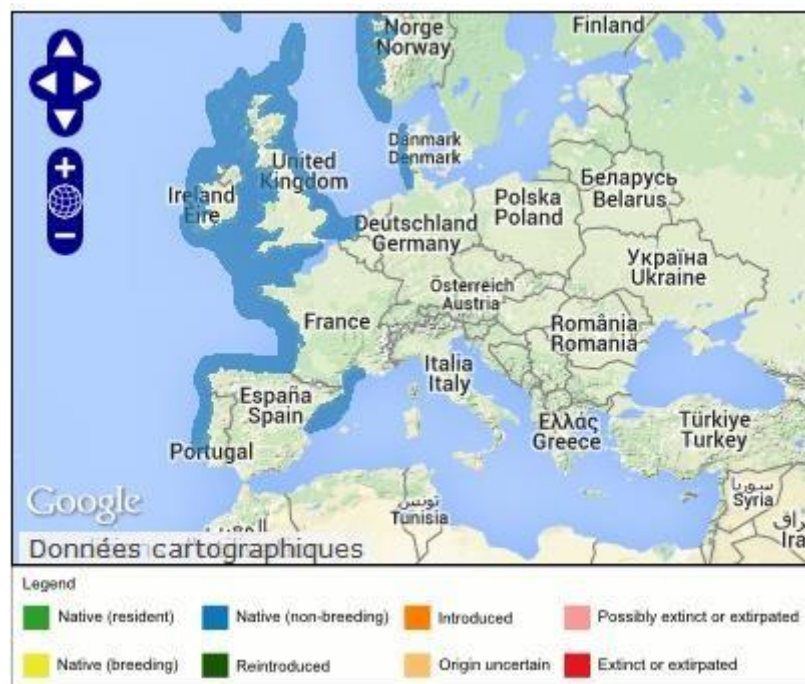 Norge
Norway
Finland
Danmark
Denmark
United
Kingdom
Ireland
Éire
Polska
Poland
Беларусь
Belarus
Deutschland
Germany
Україна
Ukraine
Österreich
Austria
France
România
Romania
Italia
Italy
España
Spain
Portugal
Ελλάς
Greece
Türkiye
Turkey
Google
تونس
Tunisia
سوريا
Syria
Données cartographiques
Legend
Native (resident)
Native (non-breeding)
Introduced
Possibly extinct or extirpated
Native (breeding)
Reintroduced
Origin uncertain
Extinct or extirpated